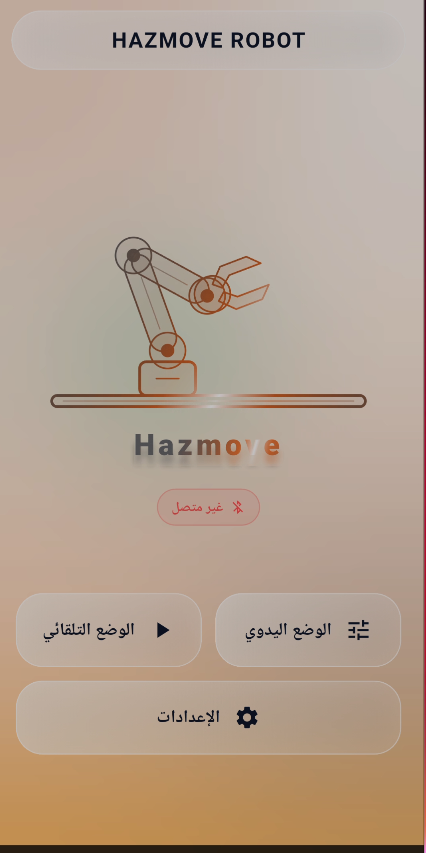 HAZMOVE ROBOT
Hazmove
غير متصل
الوضع اليدوي
الوضع التلقائي
الإعدادات